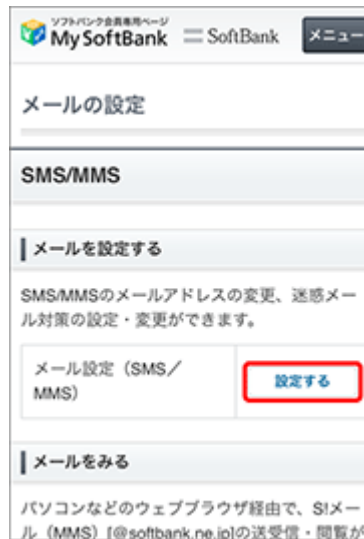 ソフトバンク会員専用ページ
My SoftBank
SoftBank
メニュー
メールの設定
SMS/MMS
メールを設定する
SMS/MMSのメールアドレスの変更、迷惑メー
ル対策の設定・変更ができます。
メール設定（SMS／
MMS）
設定する
メールをみる
パソコンなどのウェブブラウザ経由で、S!メー
ル（MMS）[@softbank.ne.jp]の送受信・閲覧が